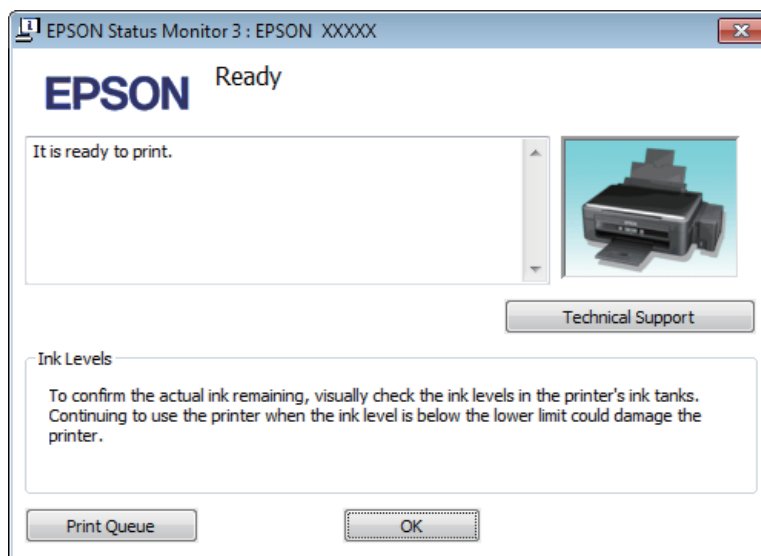 EPSON Status Monitor 3 : EPSON  XXXXX
EPSON
Ready
It is ready to print.
Technical Support
Ink Levels
To confirm the actual ink remaining, visually check the ink levels in the printer's ink tanks.
Continuing to use the printer when the ink level is below the lower limit could damage the
printer.
Print Queue
OK